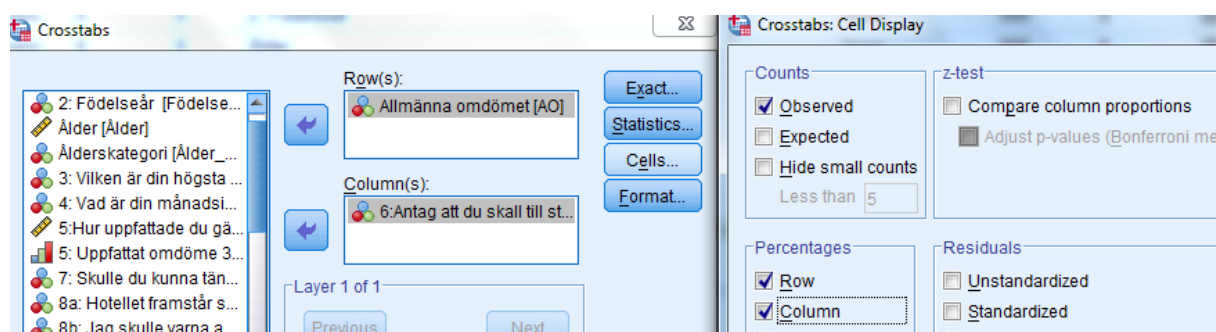 Crosstabs
2: Födelseår [Födelse...
Ålder [Ålder]
Ålderskategori [Ålder_...
3: Vilken är din högsta ...
4: Vad är din månadsi...
5:Hur uppfattade du gä...
5: Uppfattat omdöme 3...
7: Skulle du kunna tän...
8a: Hotellet framstår s...
8b: Jag skulle varna a
Row(s):
Allmänna omdömet [AO]
Column(s):
6:Antag att du skall till st...
Layer 1 of 1
Previous
Next
Exact...
Statistics...
Cells...
Format...
Crosstabs: Cell Display
Counts
Observed
Expected
Hide small counts
Less than 5
z-test
Compare column proportions
Adjust p-values (Bonferroni me
Percentages
Row
Column
Residuals
Unstandardized
Standardized